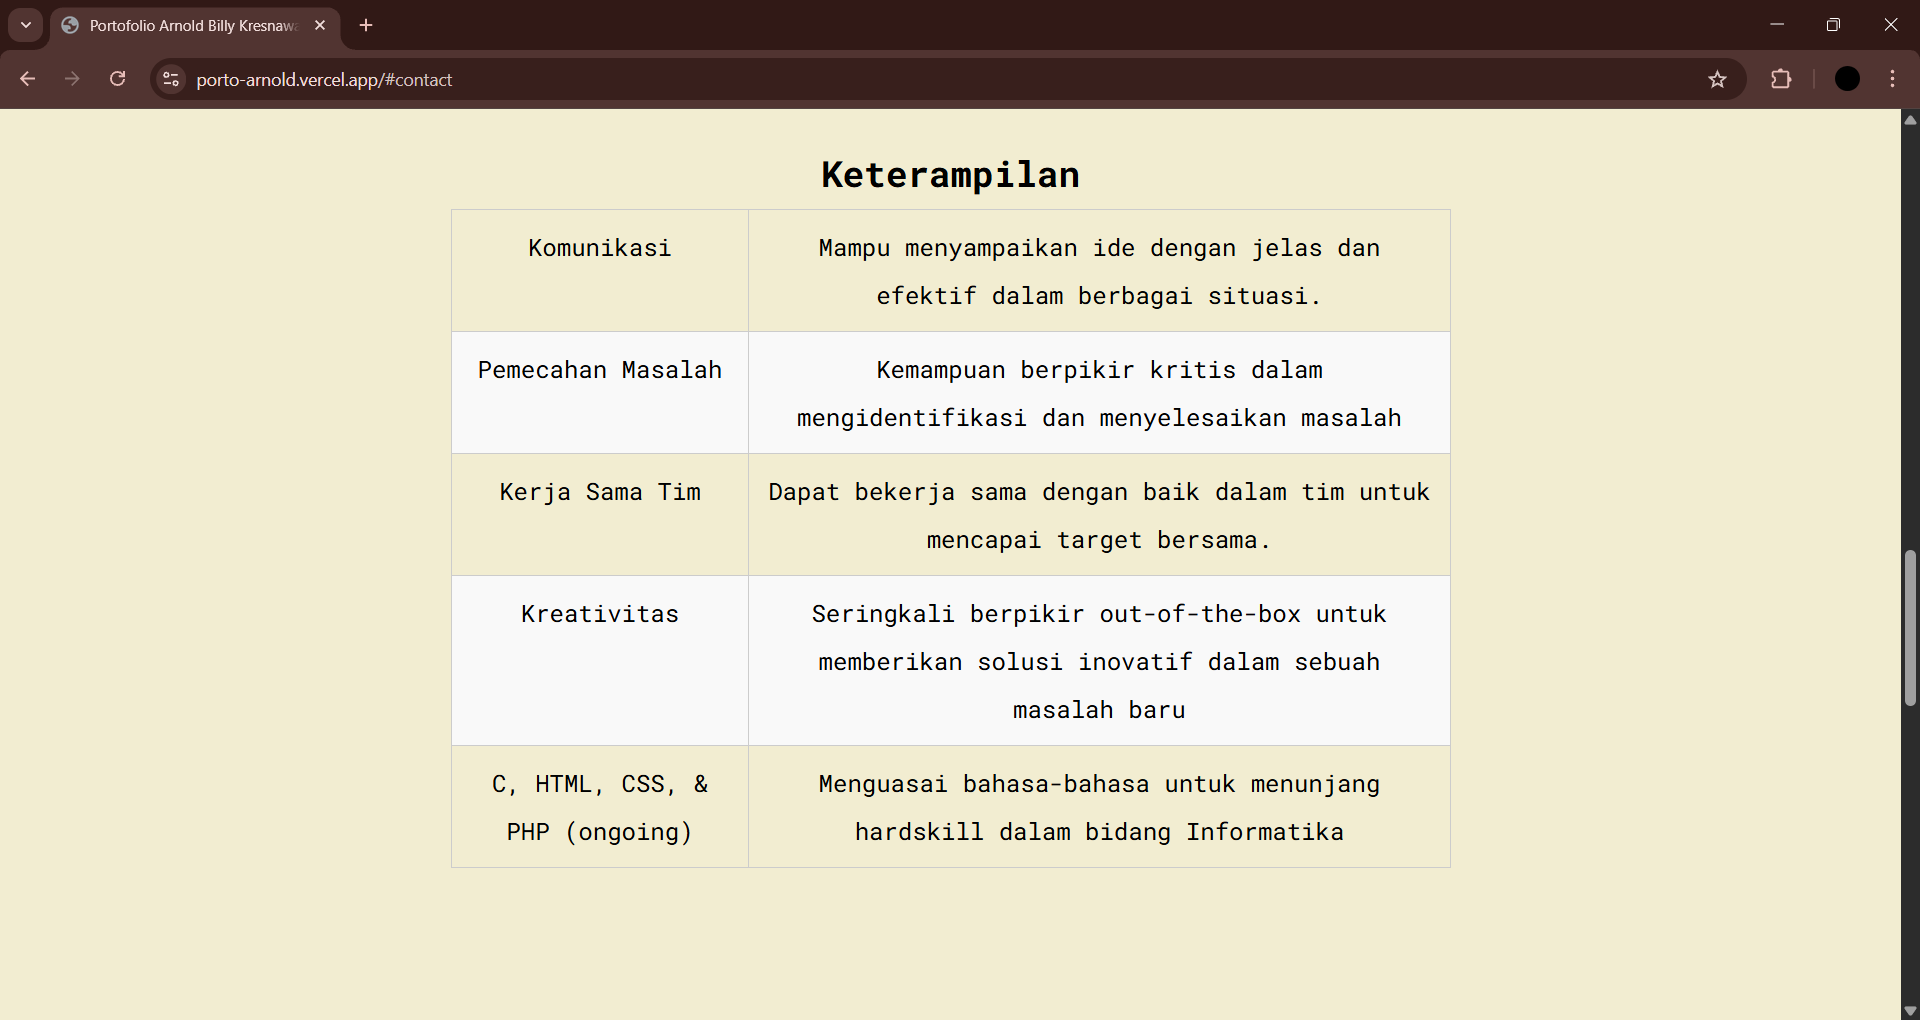 Portofolio Arnold Billy Kresnawa
porto-arnold.vercel.app/#contact
Keterampilan
Komunikasi
Mampu menyampaikan ide dengan jelas dan
efektif dalam berbagai situasi.
Pemecahan Masalah
Kemampuan berpikir kritis dalam
mengidentifikasi dan menyelesaikan masalah
Kerja Sama Tim
Dapat bekerja sama dengan baik dalam tim untuk
mencapai target bersama.
Kreativitas
Seringkali berpikir out-of-the-box untuk
memberikan solusi inovatif dalam sebuah
masalah baru
C, HTML, CSS, &
PHP (ongoing)
Menguasai bahasa-bahasa untuk menunjang
hardskill dalam bidang Informatika